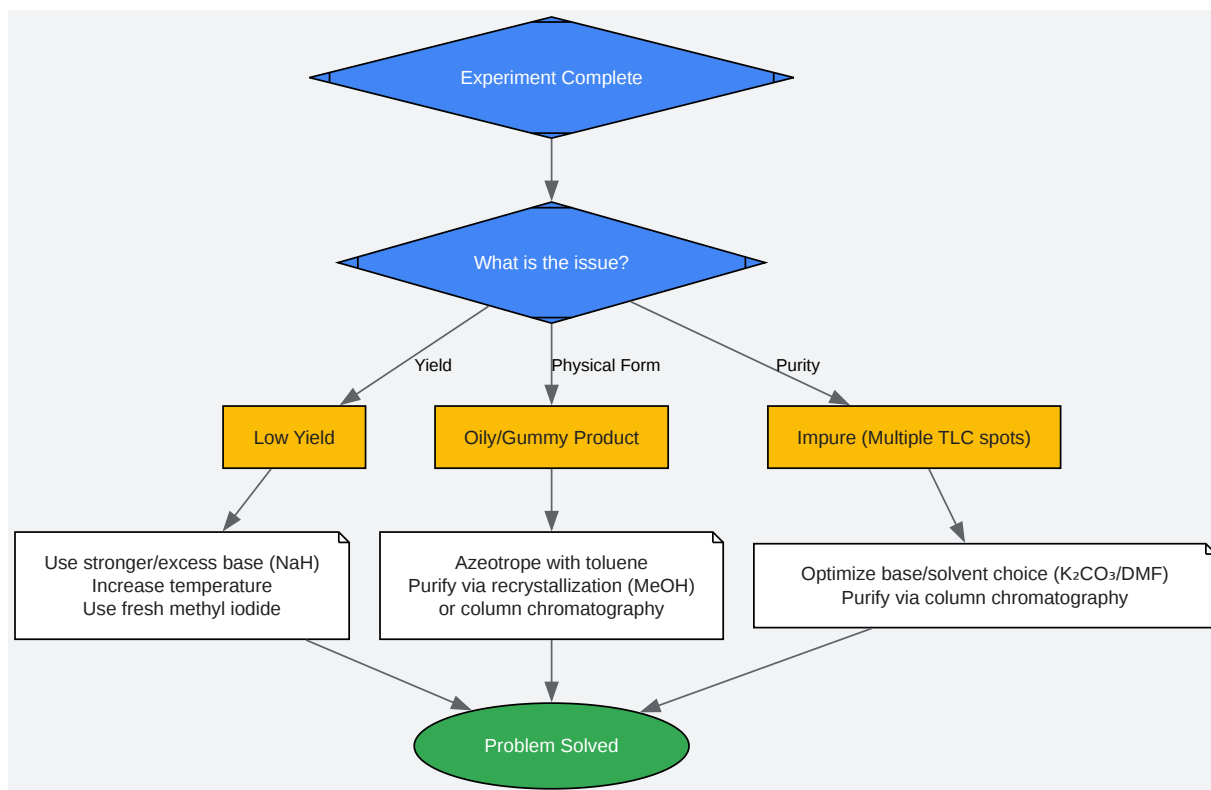 Experiment Complete
What is the issue?
Yield
Physical Form
Purity
Low Yield
Oily/Gummy Product
Impure (Multiple TLC spots)
Use stronger/excess base (NaH)
Increase temperature
Use fresh methyl iodide
Azeotrope with toluene
Purify via recrystallization (MeOH)
or column chromatography
Optimize base/solvent choice (K₂CO₃/DMF)
Purify via column chromatography
Problem Solved